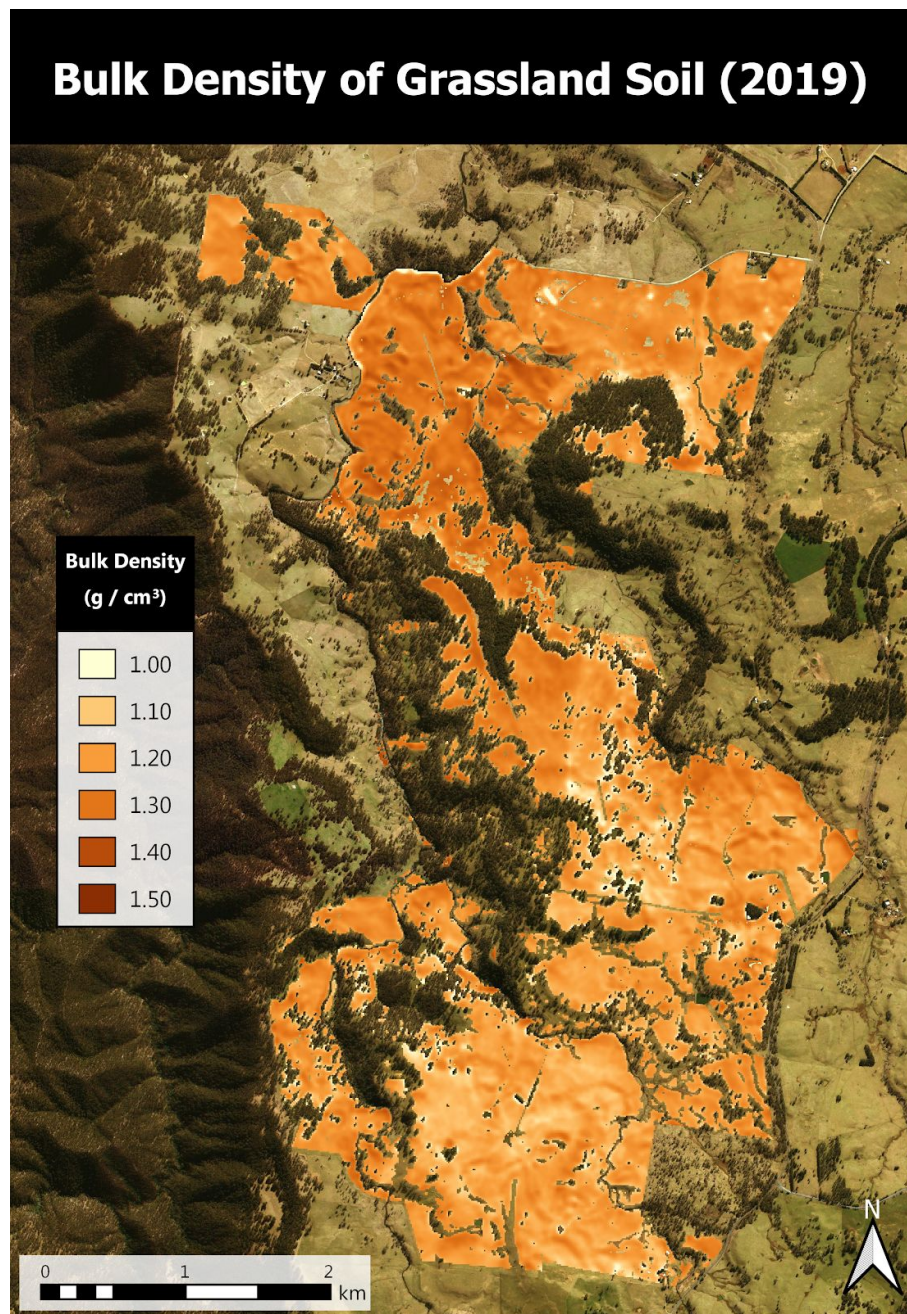 Bulk Density of Grassland Soil (2019)
Bulk Density
(g / cm³)
1.00
1.10
1.20
1.30
1.40
1.50
N
0 1 2
km